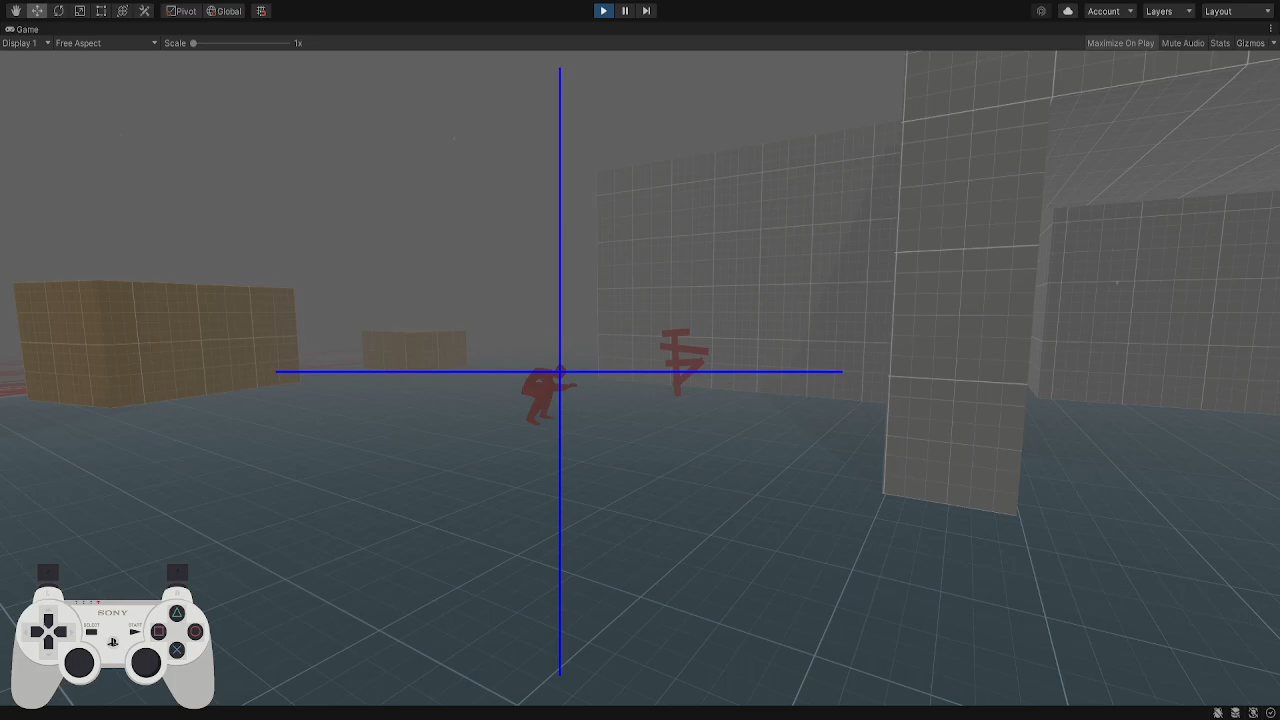 Pivot Global Account Layers Layout
Game
Display 1 Free Aspect Scale 1x Maximize On Play Mute Audio Stats Gizmos
L R
SONY
SELECT START